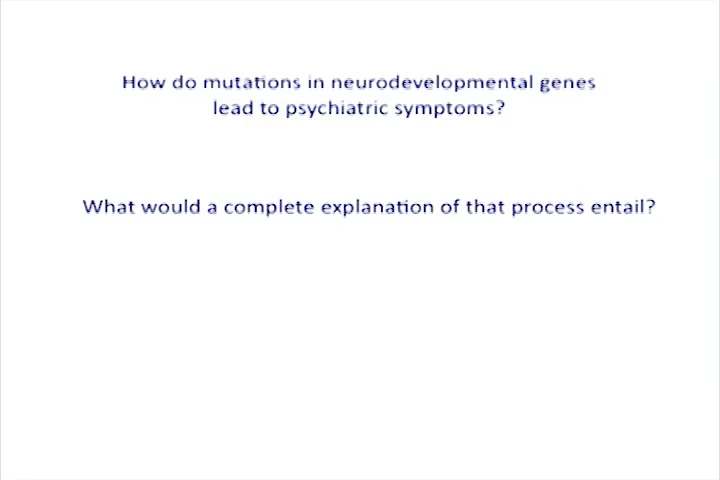 How do mutations in neurodevelopmental genes
lead to psychiatric symptoms?
What would a complete explanation of that process entail?